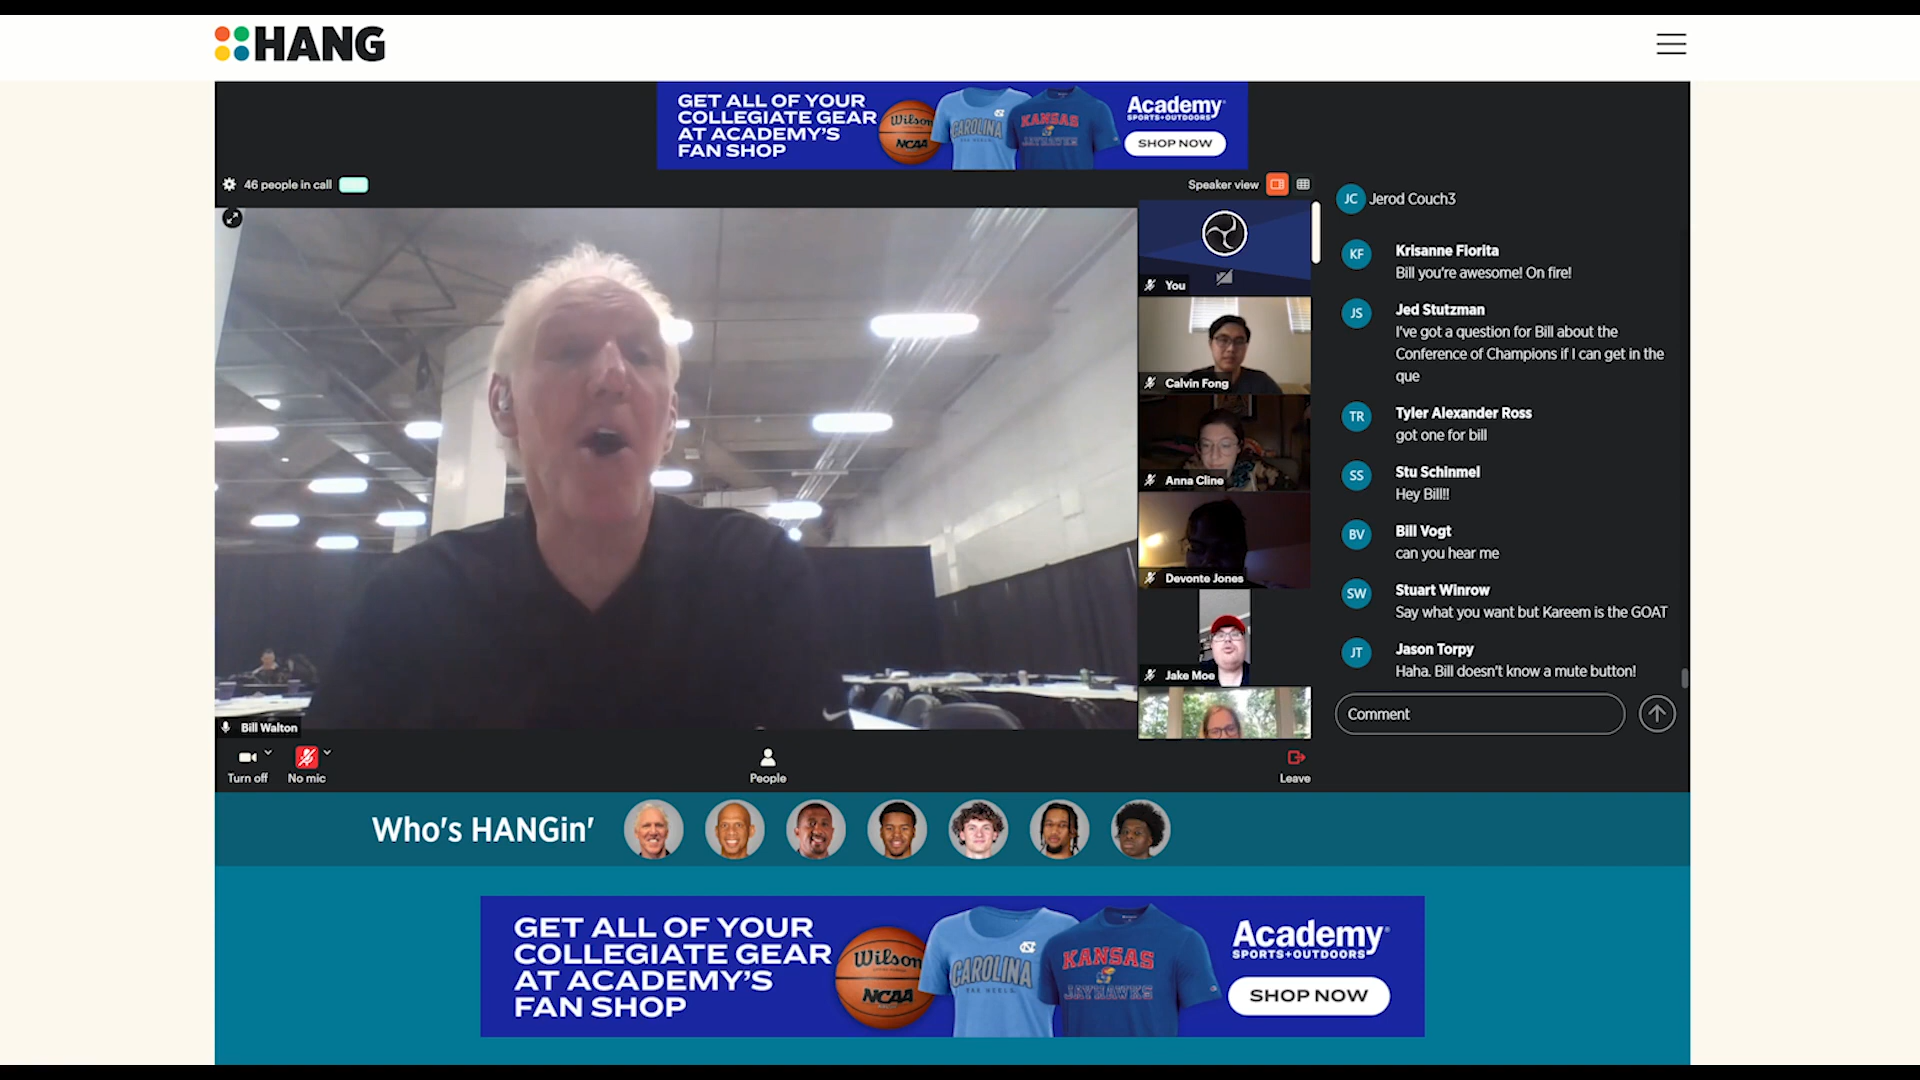 HANG
GET ALL OF YOUR
COLLEGIATE GEAR
AT ACADEMY'S
FAN SHOP
Wilson
NCAA
CAROLINA
TAR HEELS
KANSAS
JAYHAWKS
Academy
SPORTS+OUTDOORS
SHOP NOW
46 people in call
Speaker view
You
Calvin Fong
Anna Cline
Devonte Jones
Jake Moe
Bill Walton
Turn off
No mic
People
Leave
JC Jerod Couch3
KF Krisanne Fiorita
Bill you're awesome! On fire!
JS Jed Stutzman
I've got a question for Bill about the
Conference of Champions if I can get in the
que
TR Tyler Alexander Ross
got one for bill
SS Stu Schinmel
Hey Bill!!
BV Bill Vogt
can you hear me
SW Stuart Winrow
Say what you want but Kareem is the GOAT
JT Jason Torpy
Haha. Bill doesn't know a mute button!
Comment
Who's HANGin'
GET ALL OF YOUR
COLLEGIATE GEAR
AT ACADEMY'S
FAN SHOP
Wilson
NCAA
CAROLINA
TAR HEELS
KANSAS
JAYHAWKS
Academy
SPORTS+OUTDOORS
SHOP NOW